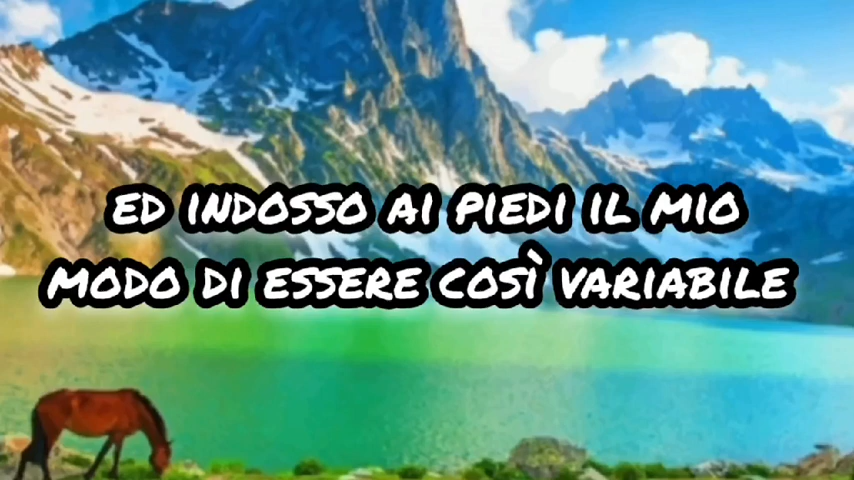 ED INDOSSO AI PIEDI IL MIO
MODO DI ESSERE COSÌ VARIABILE